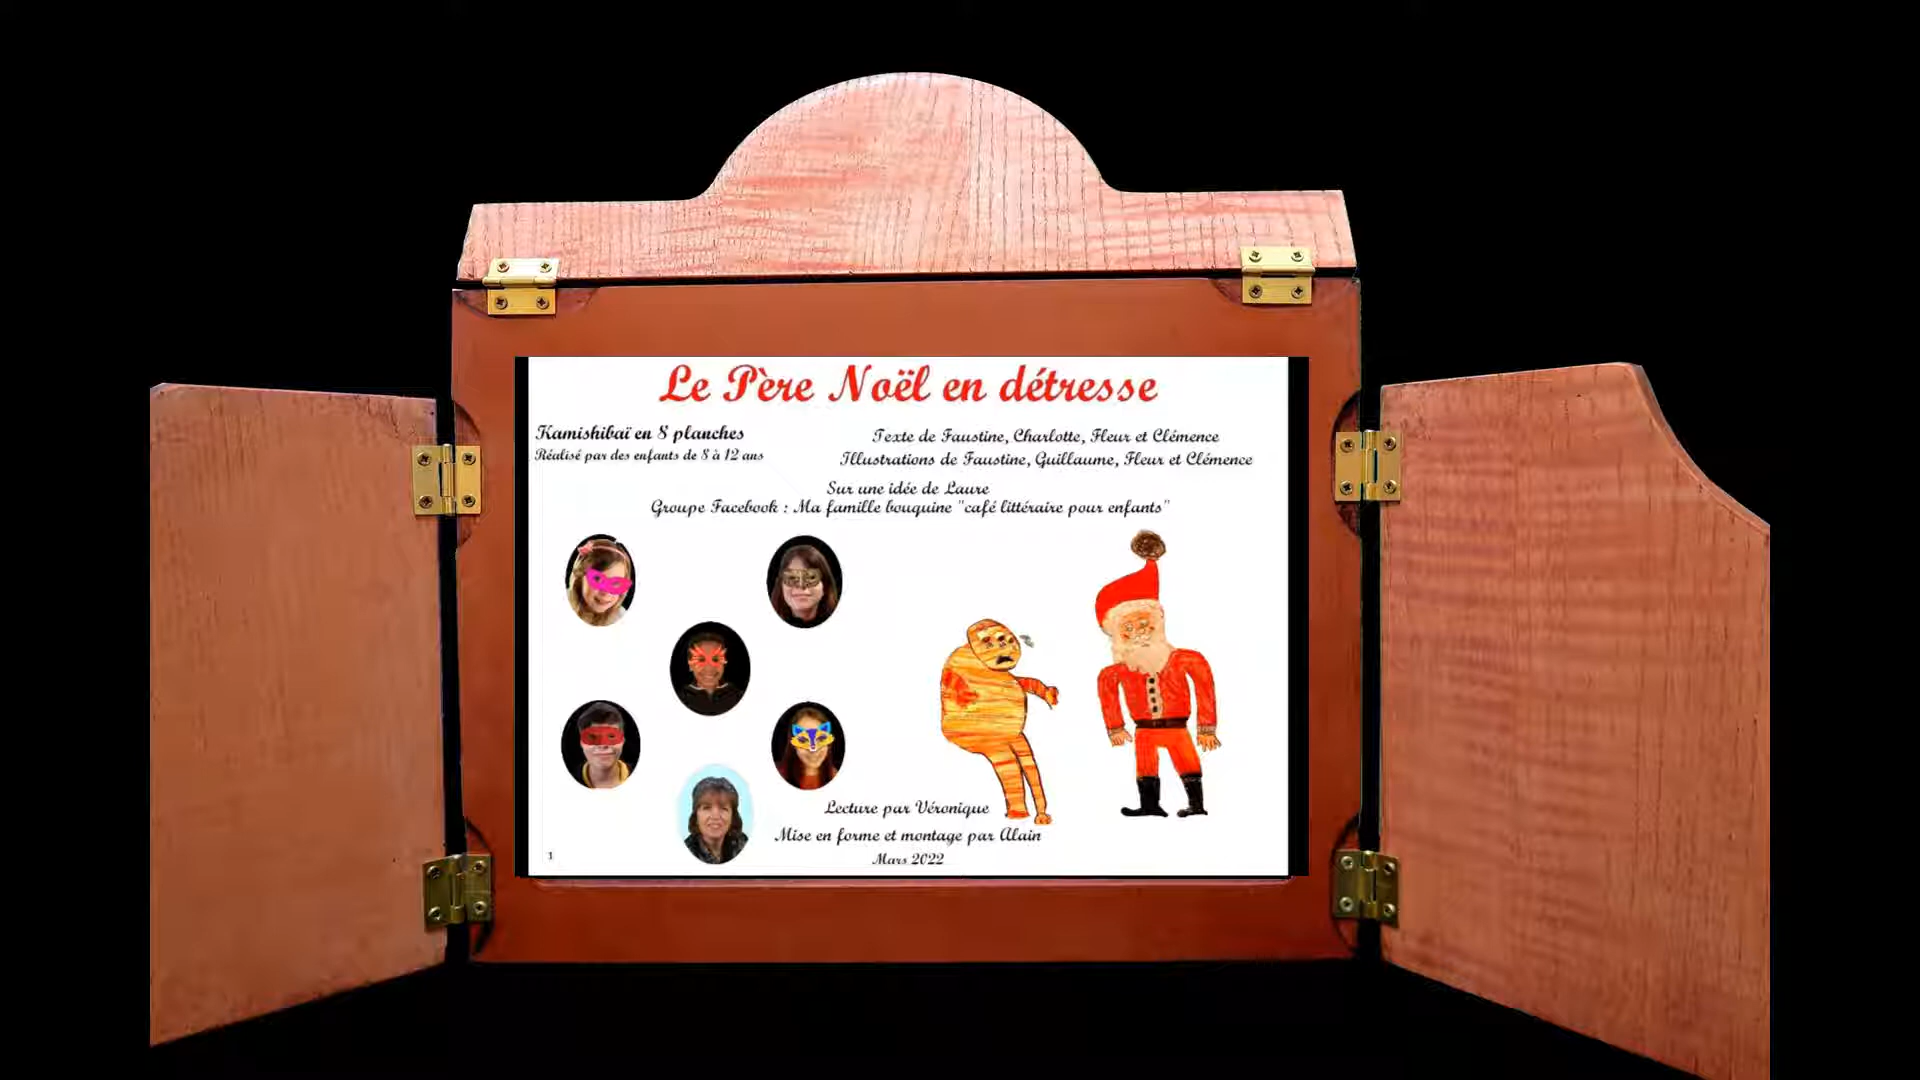 Le Père Noël en détresse
Kamishibaï en 8 planches
Réalisé par des enfants de 8 à 12 ans
Texte de Faustine, Charlotte, Fleur et Clémence
Illustrations de Faustine, Guillaume, Fleur et Clémence
Sur une idée de Laure
Groupe Facebook : Ma famille bouquine "café littéraire pour enfants"
Lecture par Véronique
Mise en forme et montage par Alain
Mars 2022
1